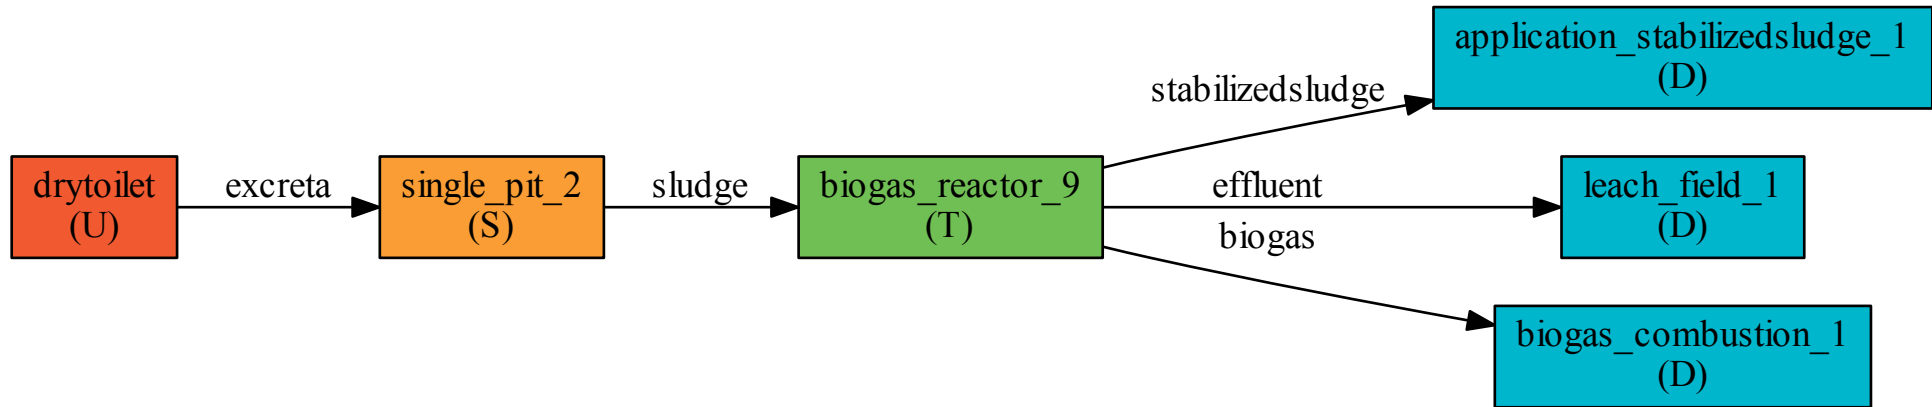 drytoilet
(U)
excreta
single_pit_2
(S)
sludge
biogas_reactor_9
(T)
stabilizedsludge
effluent
biogas
application_stabilizedsludge_1
(D)
leach_field_1
(D)
biogas_combustion_1
(D)